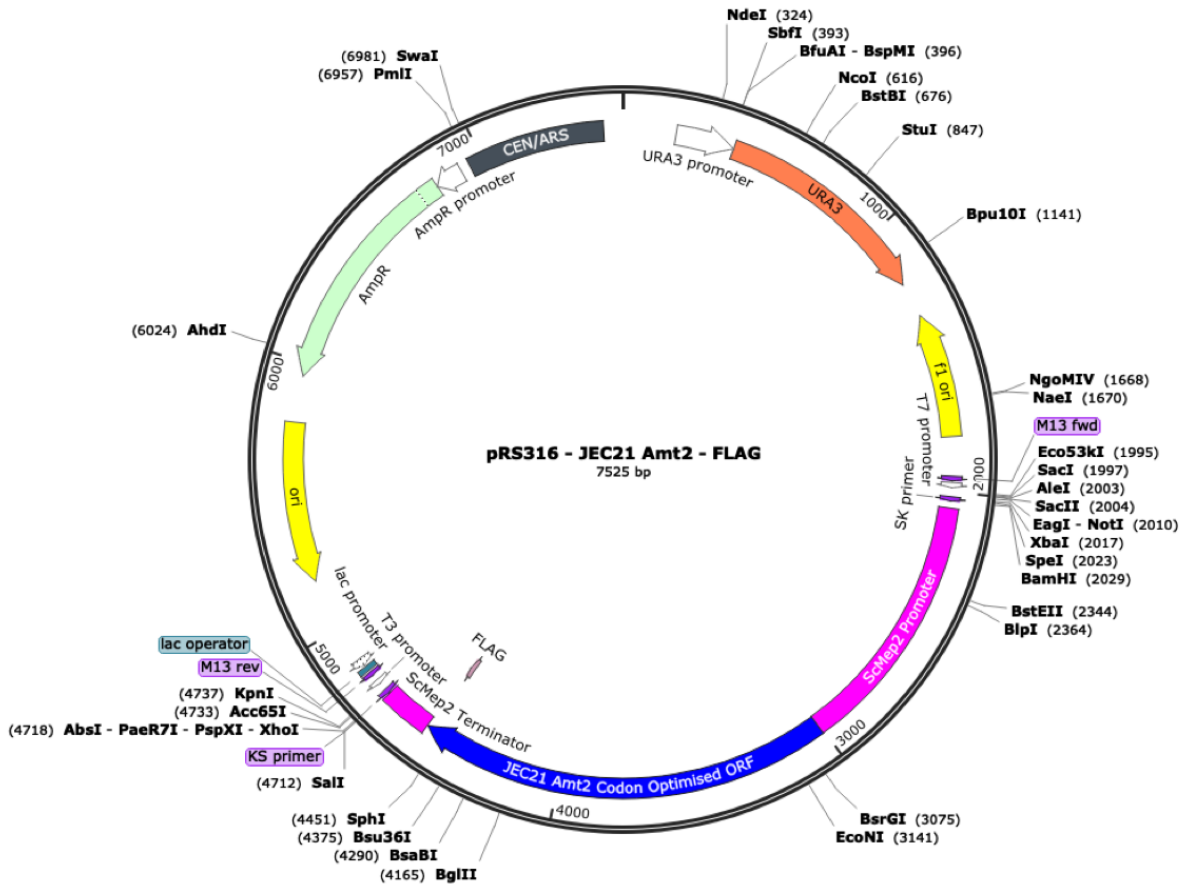 NdeI (324)
SbfI (393)
BfuAI - BspMI (396)
NcoI (616)
BstBI (676)
StuI (847)
Bpu10I (1141)
NgoMIV (1668)
NaeI (1670)
M13 fwd
Eco53kI (1995)
SacI (1997)
AleI (2003)
SacII (2004)
EagI - NotI (2010)
XbaI (2017)
SpeI (2023)
BamHI (2029)
BstEII (2344)
BlpI (2364)
BsrGI (3075)
EcoNI (3141)
(4165) BglII
(4290) BsaBI
(4375) Bsu36I
(4451) SphI
(4712) SalI
KS primer
(4718) AbsI - PaeR7I - PspXI - XhoI
(4733) Acc65I
(4737) KpnI
M13 rev
lac operator
(6024) AhdI
(6957) PmlI
(6981) SwaI
1000
2000
3000
4000
5000
6000
7000
CEN/ARS
URA3 promoter
URA3
f1 ori
T7 promoter
SK primer
ScMep2 Promoter
JEC21 Amt2 Codon Optimised ORF
FLAG
ScMep2 Terminator
T3 promoter
lac promoter
ori
AmpR
AmpR promoter
pRS316 - JEC21 Amt2 - FLAG
7525 bp